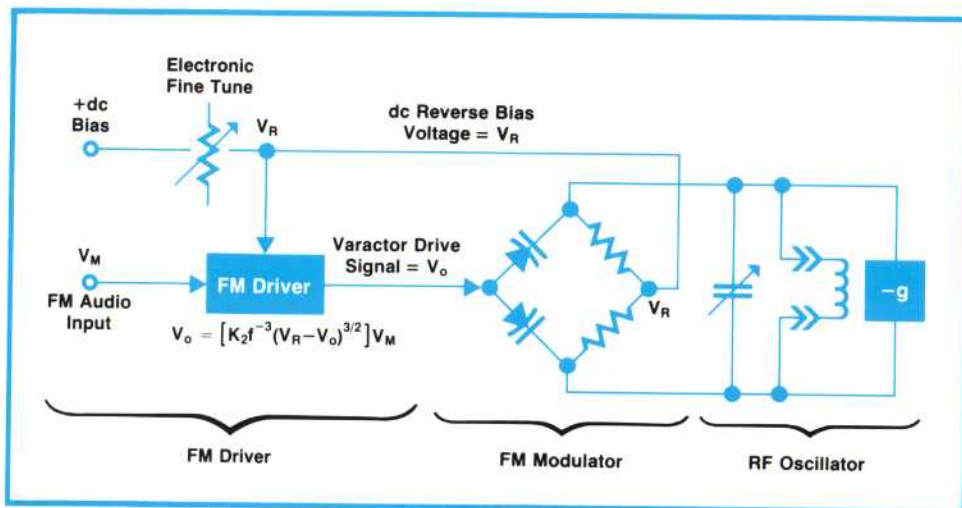 Electronic
Fine Tune
+dc
Bias
V_R
dc Reverse Bias
Voltage = V_R
V_M
FM Audio
Input
FM Driver
Varactor Drive
Signal = V_o
V_o = [K₂f⁻³(V_R−V_o)^3/2]V_M
V_R
-g
FM Driver
FM Modulator
RF Oscillator